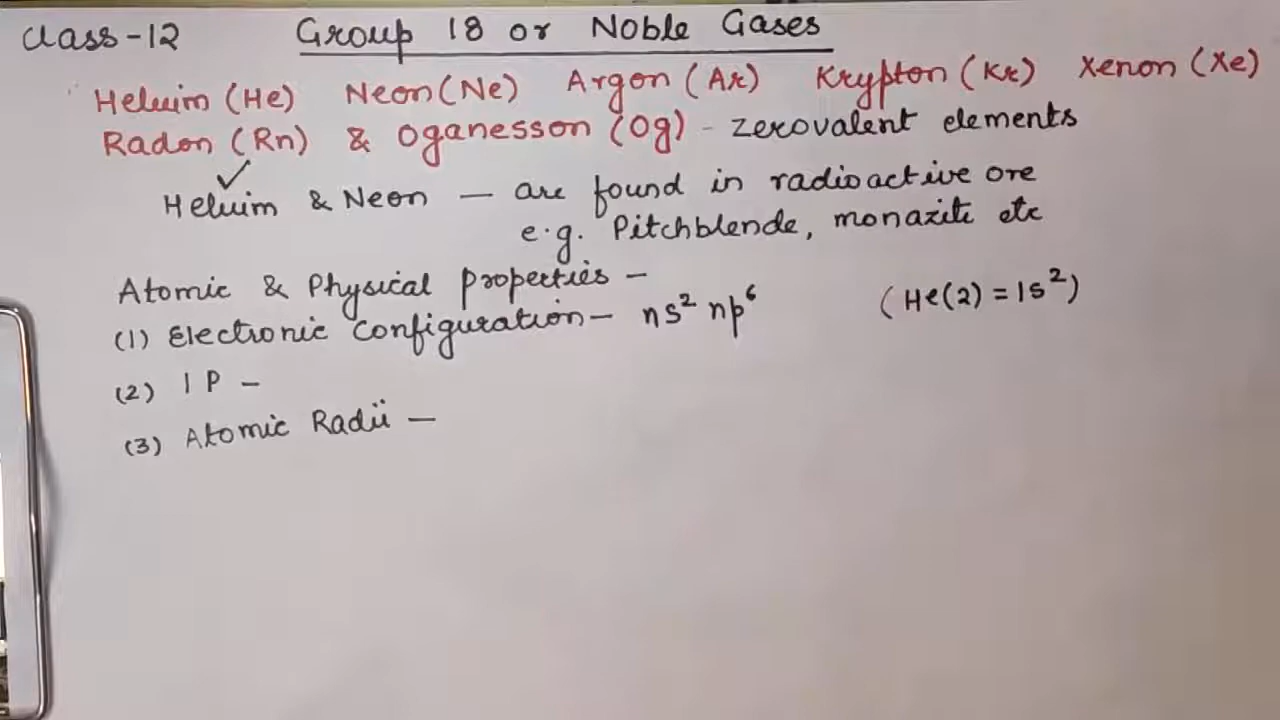 Class-12 Group 18 or Noble Gases
Heluim (He) Neon (Ne) Argon (Ar) Krypton (Kr) Xenon (Xe)
Radon (Rn) & Oganesson (Og) - zerovalent elements
Heluim & Neon — are found in radioactive ore
e.g. Pitchblende, monazite etc
Atomic & Physical properties —
(1) Electronic Configuration — ns² np⁶ (He(2) = 1s²)
(2) IP —
(3) Atomic Radii —